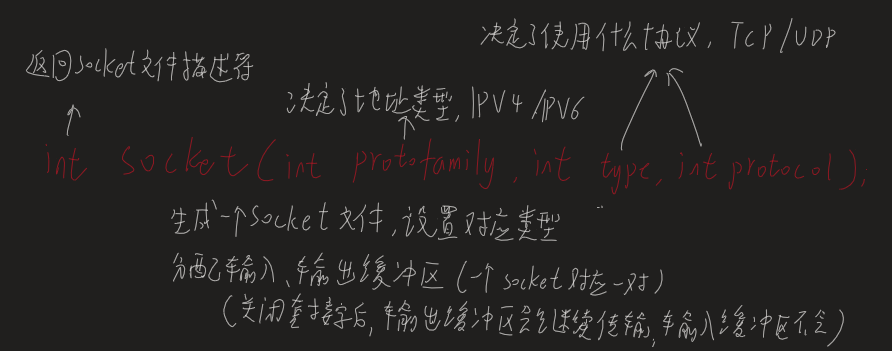 决定了使用什么协议, TCP/UDP
返回socket文件描述符
决定了地址类型, IPV4/IPV6
int socket(int protofamily, int type, int protocol);
生成一个socket文件, 设置对应类型
分配输入、输出缓冲区(一个socket对应一对)
(关闭套接字后, 输出缓冲区会继续传输, 输入缓冲区不会)